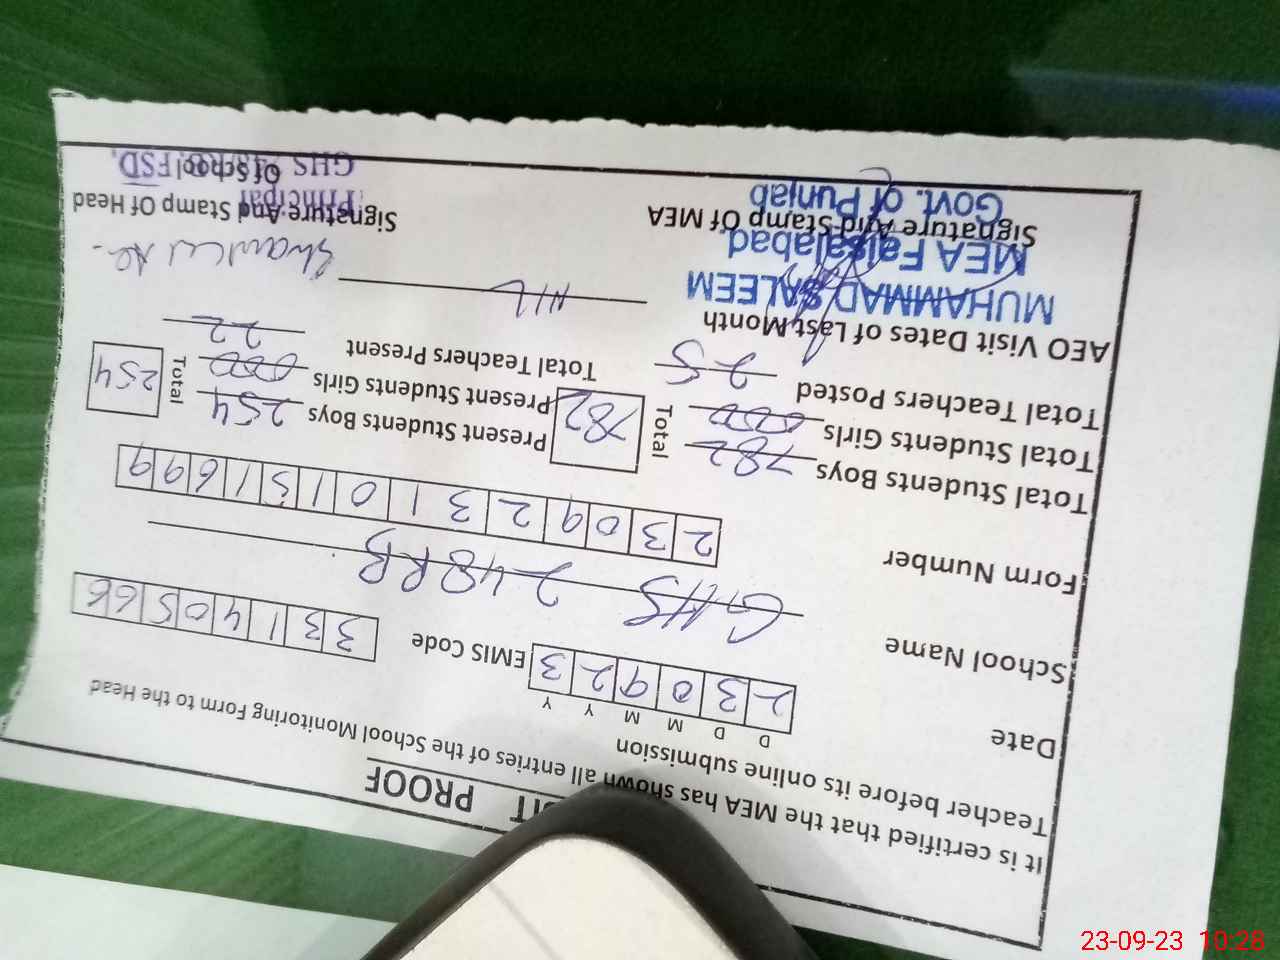 IT PROOF
It is certified that the MEA has shown all entries of the School Monitoring Form to the Head
Teacher before its online submission
D D M M Y Y
Date 2 3 0 9 2 3 EMIS Code 3 3 1 4 0 5 6 6
School Name GHS 248 RB
Form Number 2 3 0 9 2 3 1 0 1 5 1 6 9 9
Total Students Boys 782 Present Students Boys 254
Total Students Girls 000 Total 782 Present Students Girls 000 Total 254
Total Teachers Posted 25 Total Teachers Present 22
AEO Visit Dates of Last Month NIL
MUHAMMAD SALEEM
MEA Faisalabad
Signature And Stamp Of MEA Signature And Stamp Of Head
Govt. of Punjab Principal
Of School
GHS FSD.
23-09-23 10:28